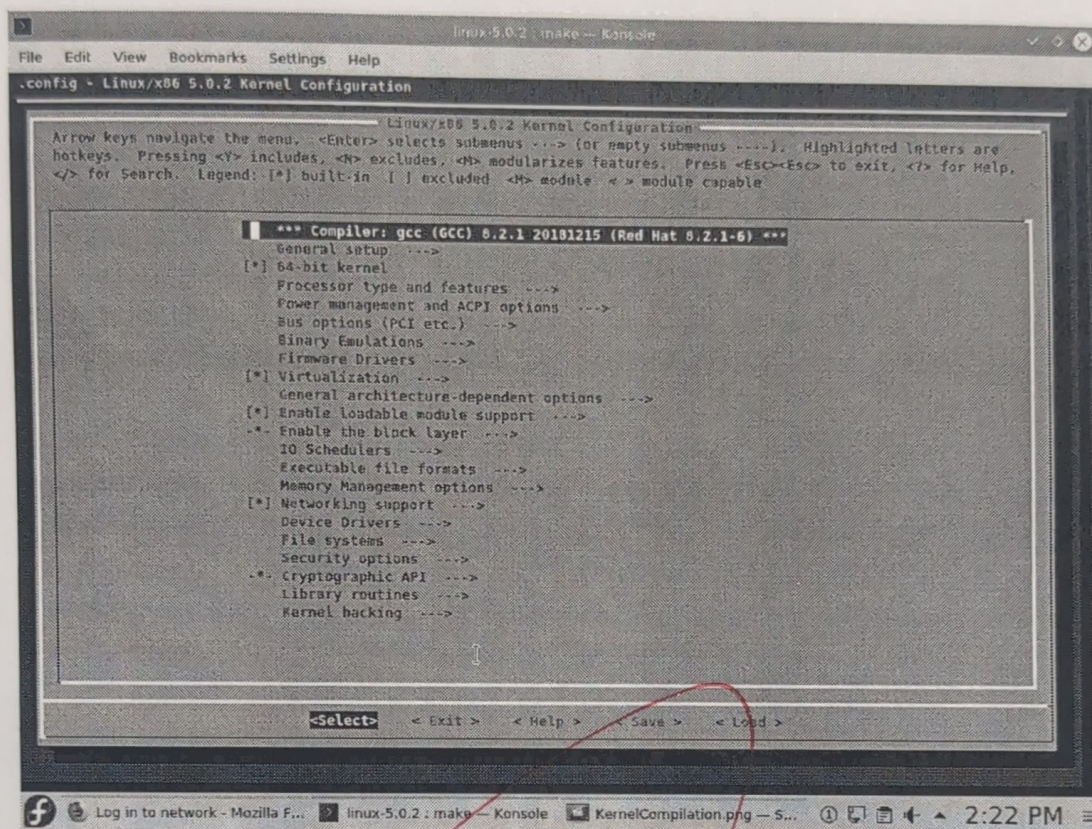 linux-5.0.2 : make — Konsole
File Edit View Bookmarks Settings Help
.config - Linux/x86 5.0.2 Kernel Configuration
Linux/x86 5.0.2 Kernel Configuration
Arrow keys navigate the menu. <Enter> selects submenus ---> (or empty submenus ----). Highlighted letters are
hotkeys. Pressing <Y> includes, <N> excludes, <M> modularizes features. Press <Esc><Esc> to exit, <?> for Help,
</> for Search. Legend: [*] built-in [ ] excluded <M> module < > module capable
*** Compiler: gcc (GCC) 8.2.1 20181215 (Red Hat 8.2.1-6) ***
General setup --->
[*] 64-bit kernel
Processor type and features --->
Power management and ACPI options --->
Bus options (PCI etc.) --->
Binary Emulations --->
Firmware Drivers --->
[*] Virtualization --->
General architecture-dependent options --->
[*] Enable loadable module support --->
-*- Enable the block layer --->
IO Schedulers --->
Executable file formats --->
Memory Management options --->
[*] Networking support --->
Device Drivers --->
File systems --->
Security options --->
-*- Cryptographic API --->
Library routines --->
Kernel hacking --->
<Select> < Exit > < Help > < Save > < Load >
Log in to network - Mozilla F... linux-5.0.2 : make — Konsole KernelCompilation.png — S... 2:22 PM